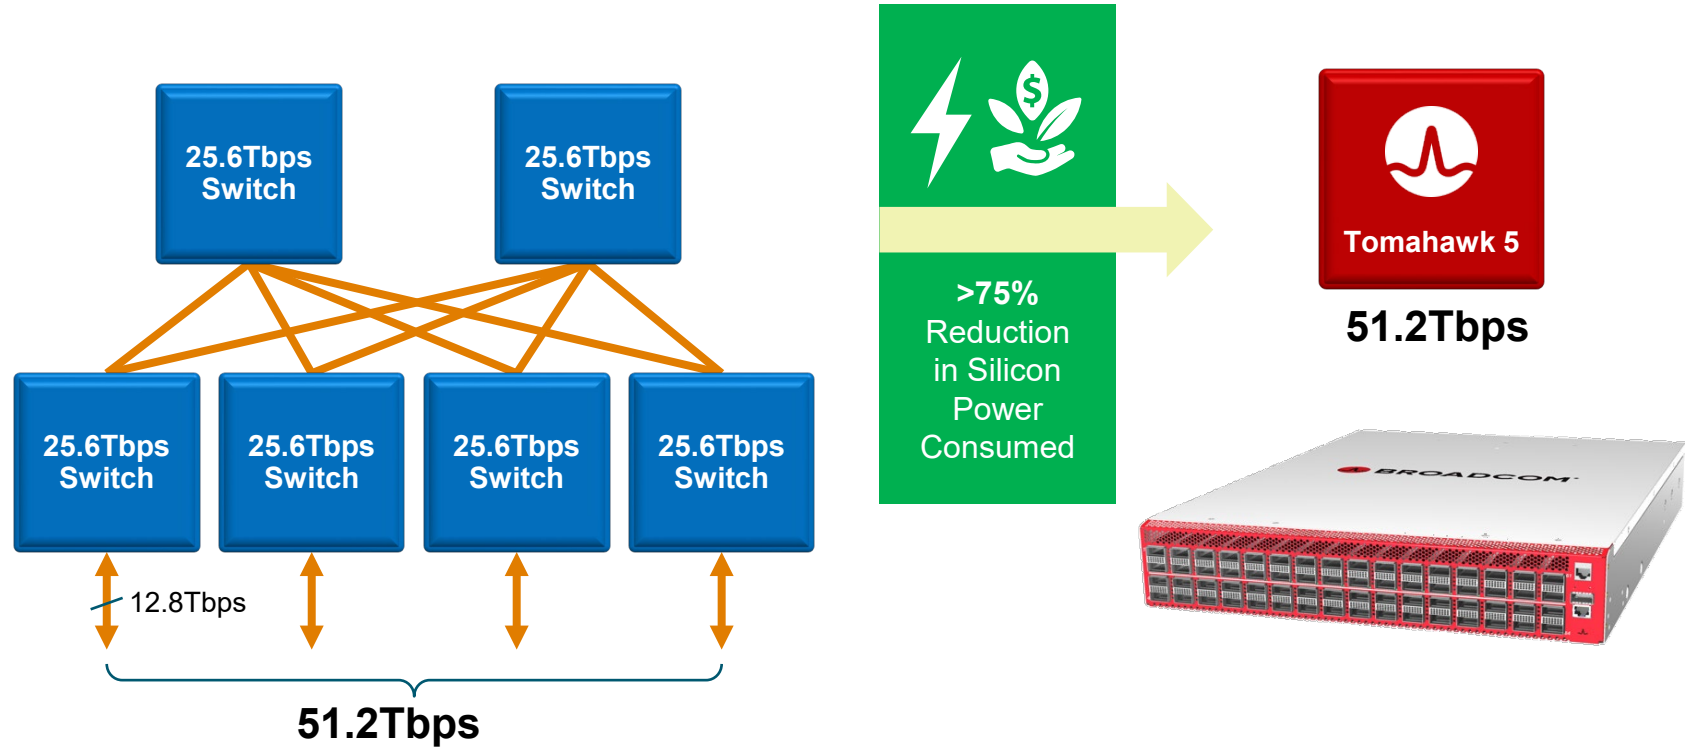 25.6Tbps
Switch
25.6Tbps
Switch
25.6Tbps
Switch
25.6Tbps
Switch
25.6Tbps
Switch
25.6Tbps
Switch
12.8Tbps
51.2Tbps
$
>75%
Reduction
in Silicon
Power
Consumed
Tomahawk 5
51.2Tbps
BROADCOM